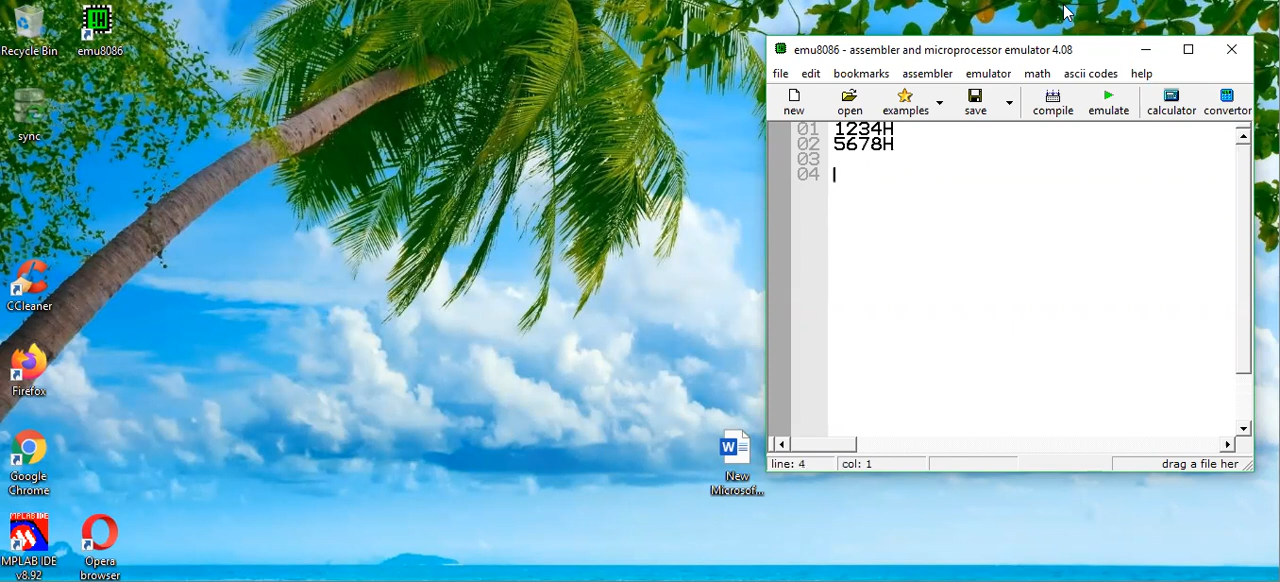 Recycle Bin
emu8086
sync
CCleaner
Firefox
Google
Chrome
MPLAB IDE
MPLAB IDE
v8.92
Opera
browser
New
Microsof...
emu8086 - assembler and microprocessor emulator 4.08
file edit bookmarks assembler emulator math ascii codes help
new open examples save compile emulate calculator convertor
01 1234H
02 5678H
03
04
line: 4 col: 1 drag a file her